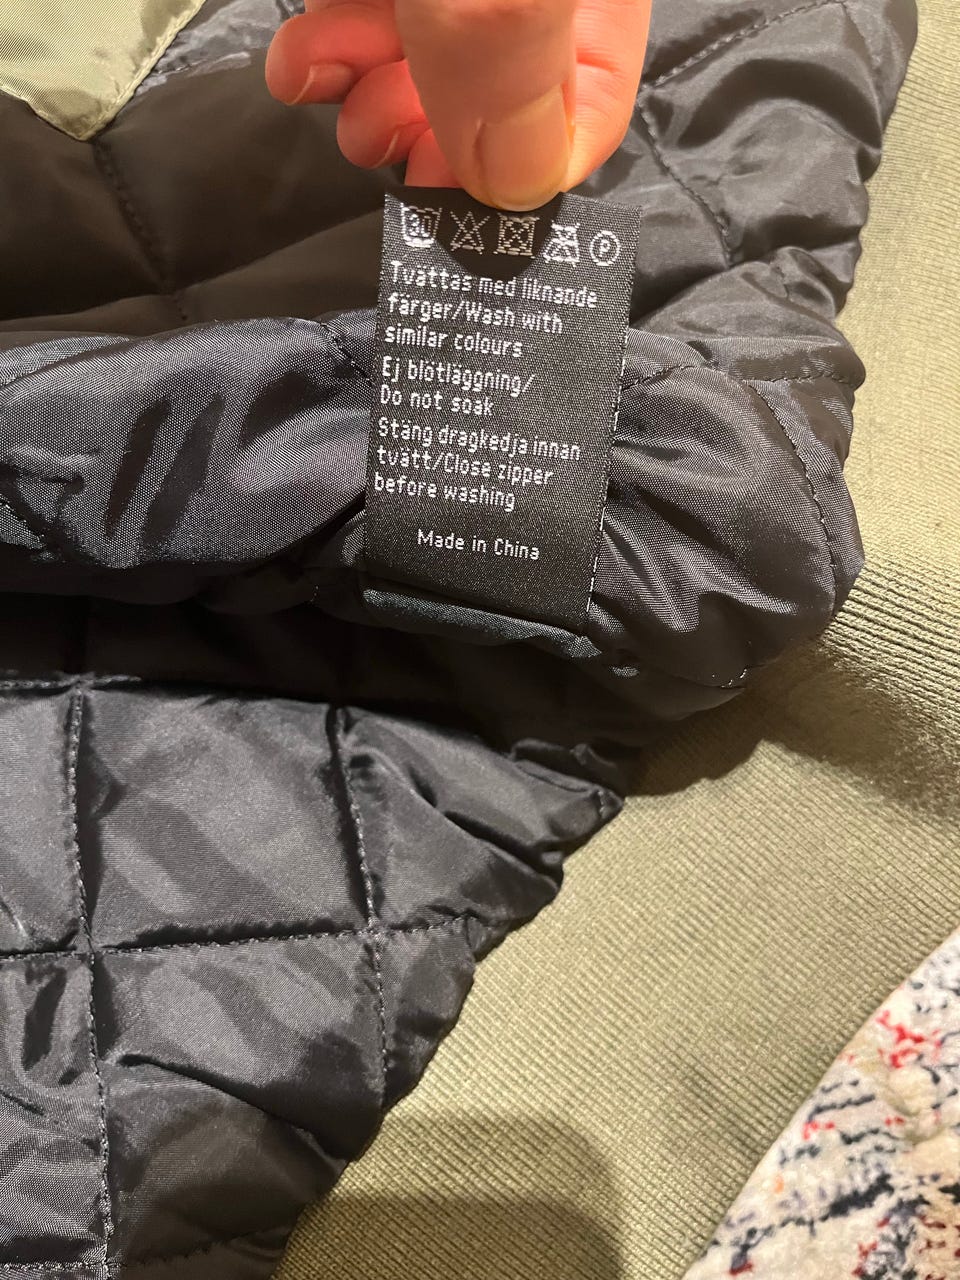 30
P
Tvättas med liknande
färger/Wash with
similar colours
Ej blötläggning/
Do not soak
Stäng dragkedja innan
tvätt/Close zipper
before washing
Made in China